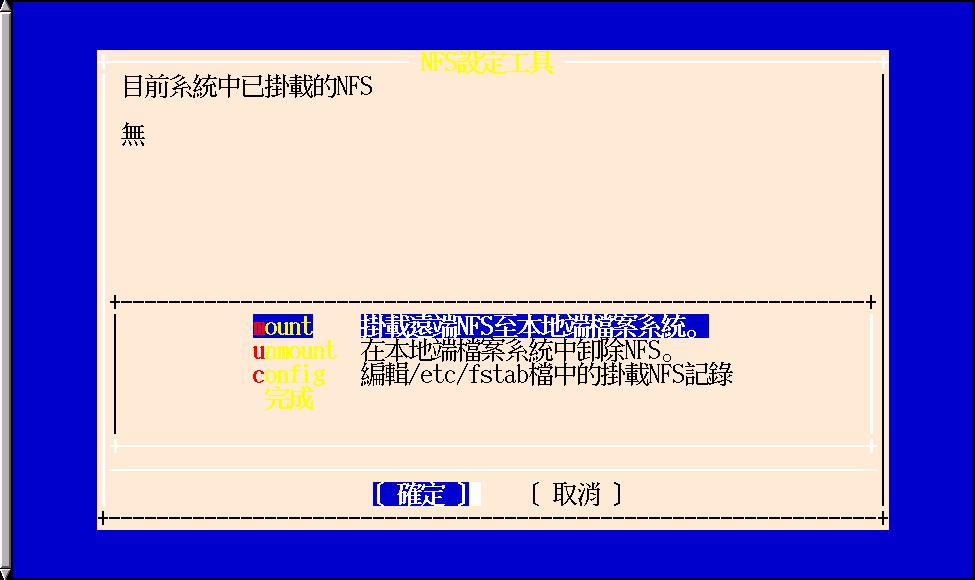 NFS設定工具
目前系統中已掛載的NFS
無
mount 掛載遠端NFS至本地端檔案系統。
unmount 在本地端檔案系統中卸除NFS。
config 編輯/etc/fstab檔中的掛載NFS記錄
完成
[ 確定 ] [ 取消 ]